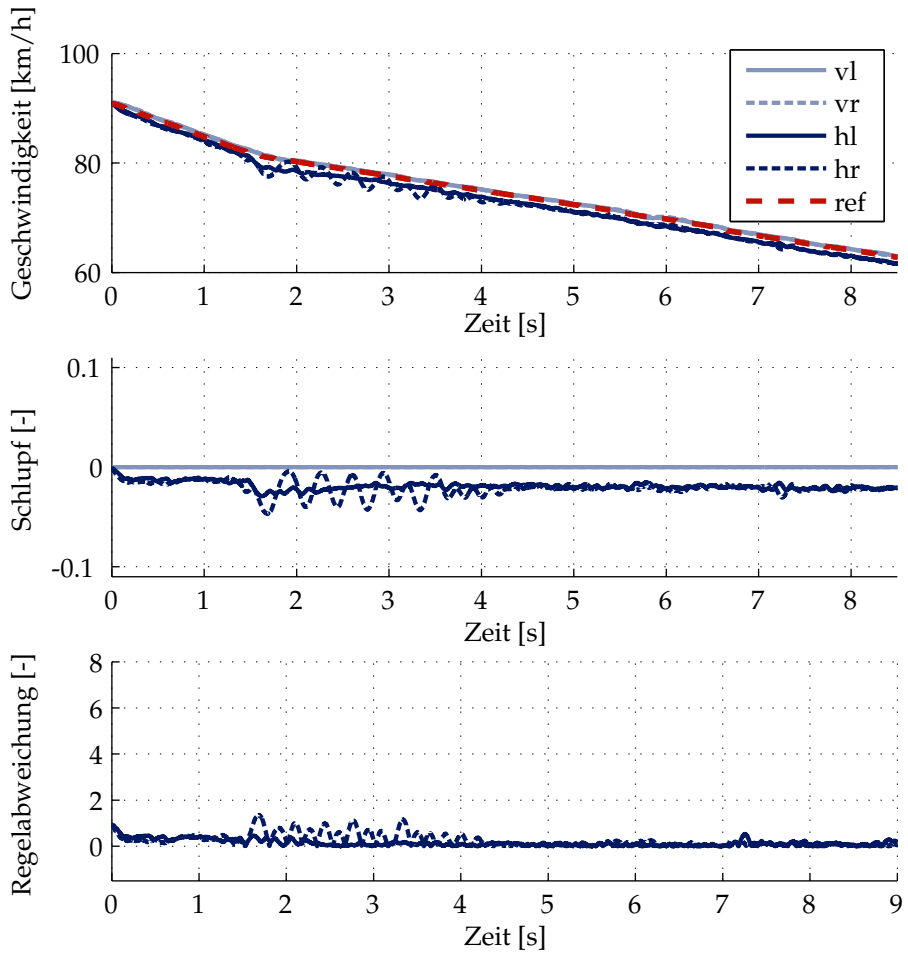 Geschwindigkeit [km/h]
100
80
60
0 1 2 3 4 5 6 7 8
Zeit [s]
vl
vr
hl
hr
ref
Schlupf [-]
0.1
0
-0.1
0 1 2 3 4 5 6 7 8
Zeit [s]
Regelabweichung [-]
8
6
4
2
0
0 1 2 3 4 5 6 7 8 9
Zeit [s]